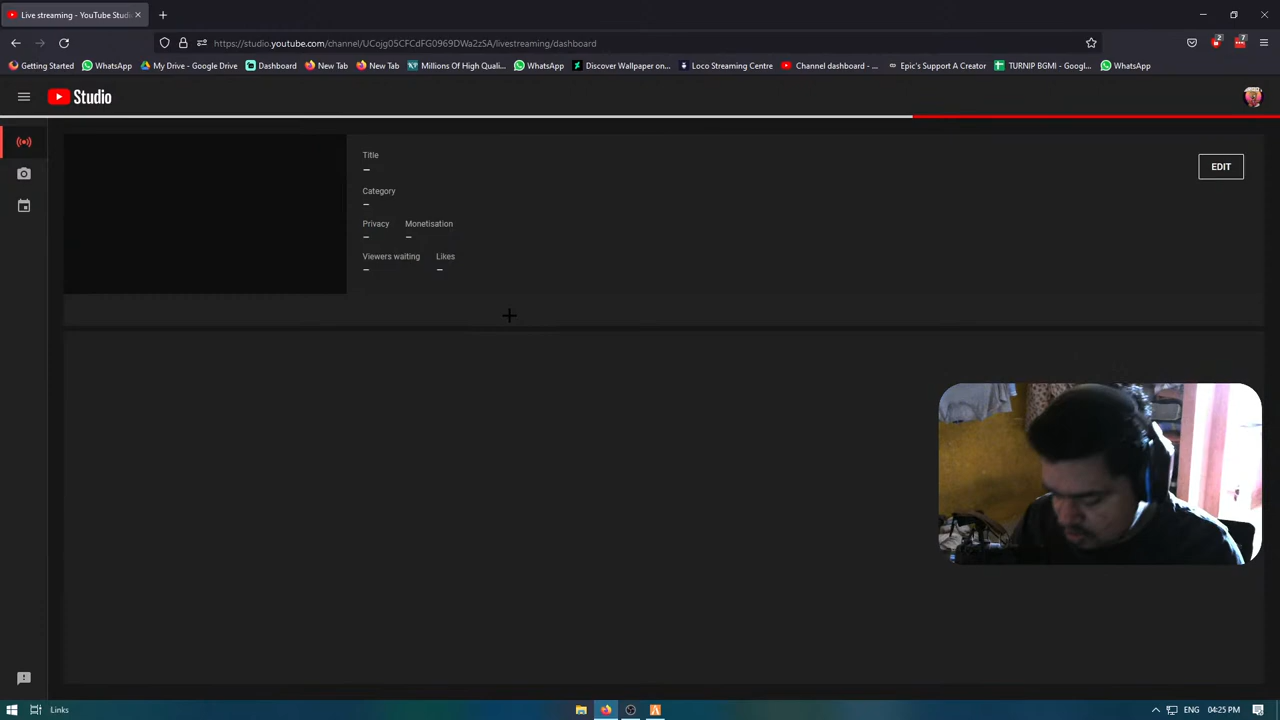 Live streaming - YouTube Studi
https://studio.youtube.com/channel/UCojg05CFCdFG0969DWa2zSA/livestreaming/dashboard
2
7
Getting Started WhatsApp My Drive - Google Drive Dashboard New Tab New Tab Millions Of High Quali... WhatsApp Discover Wallpaper on... Loco Streaming Centre Channel dashboard - ... Epic's Support A Creator TURNIP BGMI - Googl... WhatsApp
Studio
Title
–
EDIT
Category
–
Privacy Monetisation
– –
Viewers waiting Likes
– –
Links ENG 04:25 PM